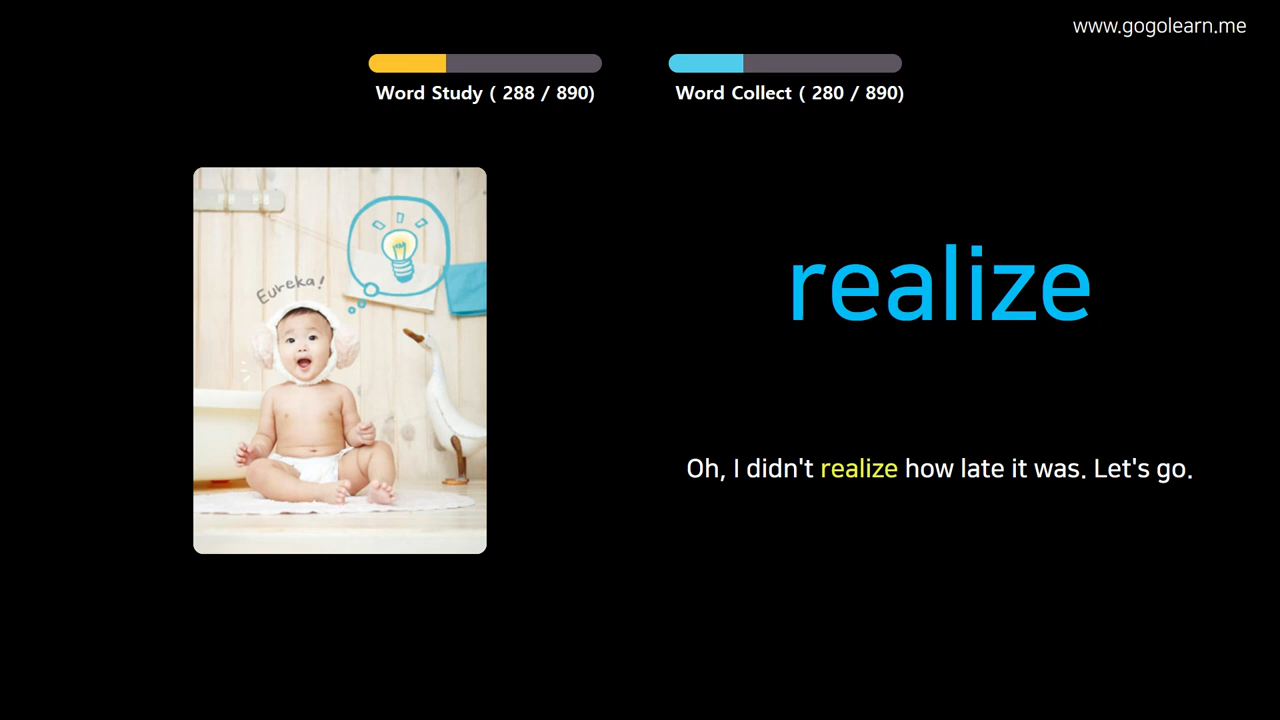 www.gogolearn.me
Word Study ( 288 / 890)
Word Collect ( 280 / 890)
Eureka!
realize
Oh, I didn't realize how late it was. Let's go.